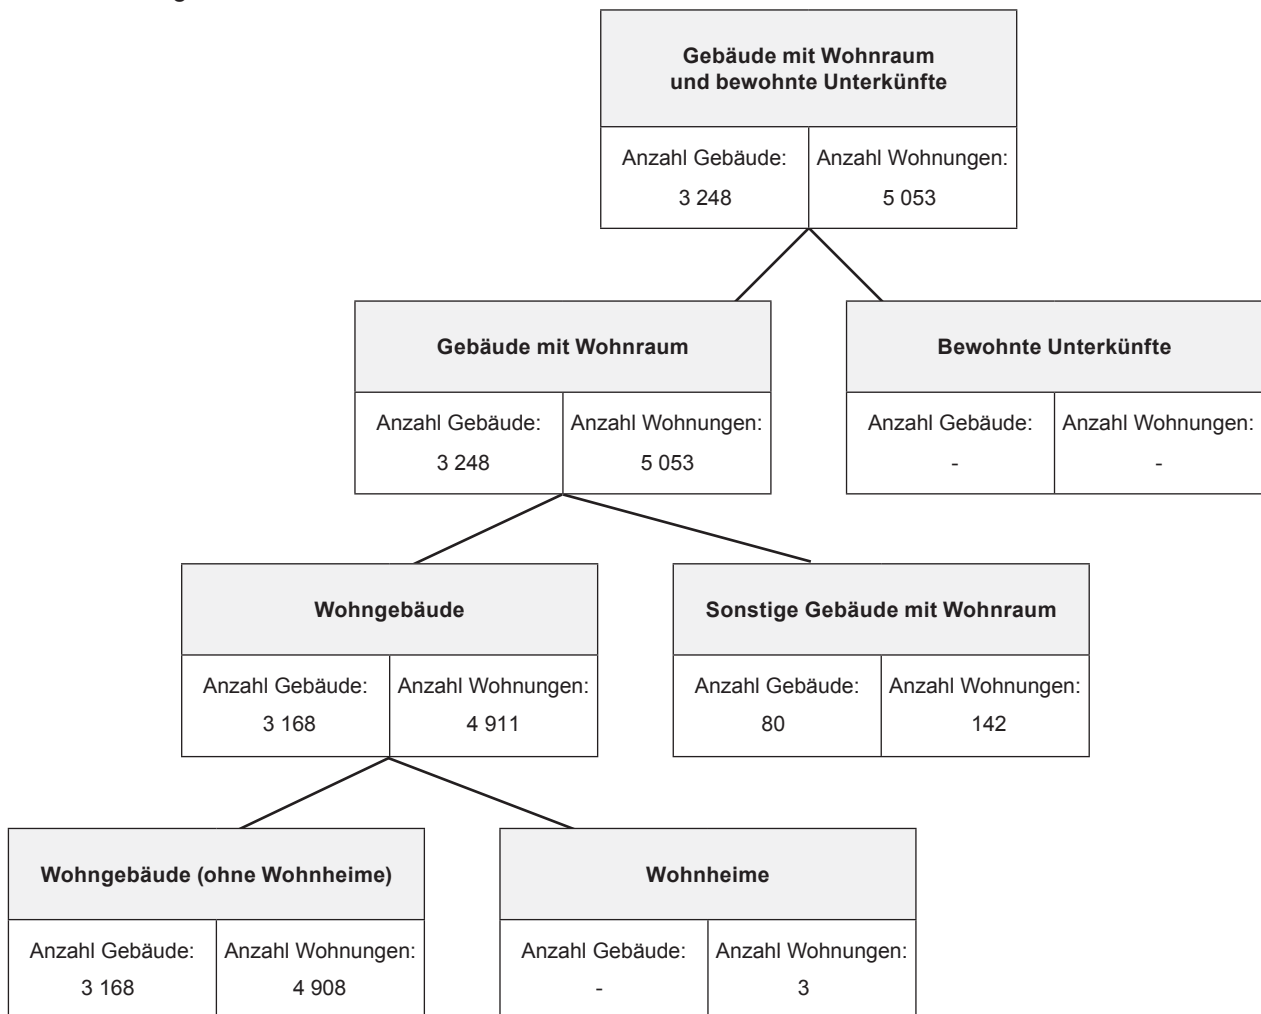 Gebäude mit Wohnraum
und bewohnte Unterkünfte
Anzahl Gebäude: Anzahl Wohnungen:
3 248 5 053
Gebäude mit Wohnraum Bewohnte Unterkünfte
Anzahl Gebäude: Anzahl Wohnungen: Anzahl Gebäude: Anzahl Wohnungen:
3 248 5 053 - -
Wohngebäude Sonstige Gebäude mit Wohnraum
Anzahl Gebäude: Anzahl Wohnungen: Anzahl Gebäude: Anzahl Wohnungen:
3 168 4 911 80 142
Wohngebäude (ohne Wohnheime) Wohnheime
Anzahl Gebäude: Anzahl Wohnungen: Anzahl Gebäude: Anzahl Wohnungen:
3 168 4 908 - 3